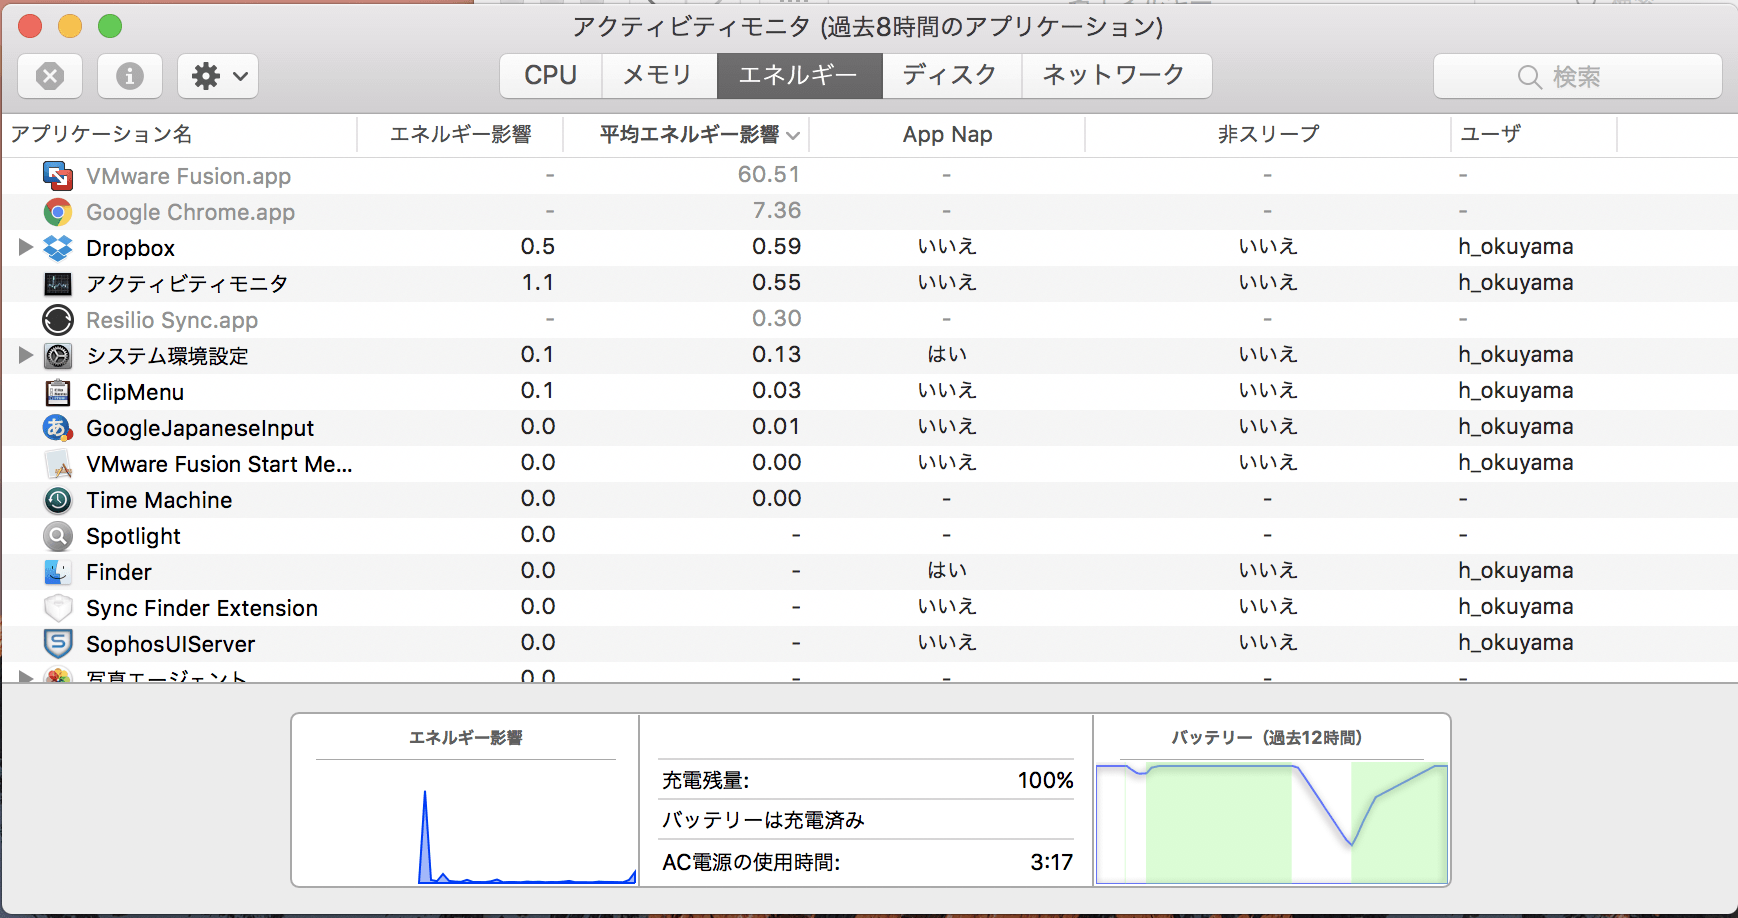 アクティビティモニタ (過去8時間のアプリケーション)
CPU メモリ エネルギー ディスク ネットワーク 検索
アプリケーション名 エネルギー影響 平均エネルギー影響 App Nap 非スリープ ユーザ
VMware Fusion.app - 60.51 - - -
Google Chrome.app - 7.36 - - -
Dropbox 0.5 0.59 いいえ いいえ h_okuyama
アクティビティモニタ 1.1 0.55 いいえ いいえ h_okuyama
Resilio Sync.app - 0.30 - - -
システム環境設定 0.1 0.13 はい いいえ h_okuyama
ClipMenu 0.1 0.03 いいえ いいえ h_okuyama
GoogleJapaneseInput 0.0 0.01 いいえ いいえ h_okuyama
VMware Fusion Start Me... 0.0 0.00 いいえ いいえ h_okuyama
Time Machine 0.0 0.00 - - -
Spotlight 0.0 - - - -
Finder 0.0 - はい いいえ h_okuyama
Sync Finder Extension 0.0 - いいえ いいえ h_okuyama
SophosUIServer 0.0 - いいえ いいえ h_okuyama
写真エージェント 0.0 - - - -
エネルギー影響
充電残量: 100%
バッテリーは充電済み
AC電源の使用時間: 3:17
バッテリー（過去12時間）